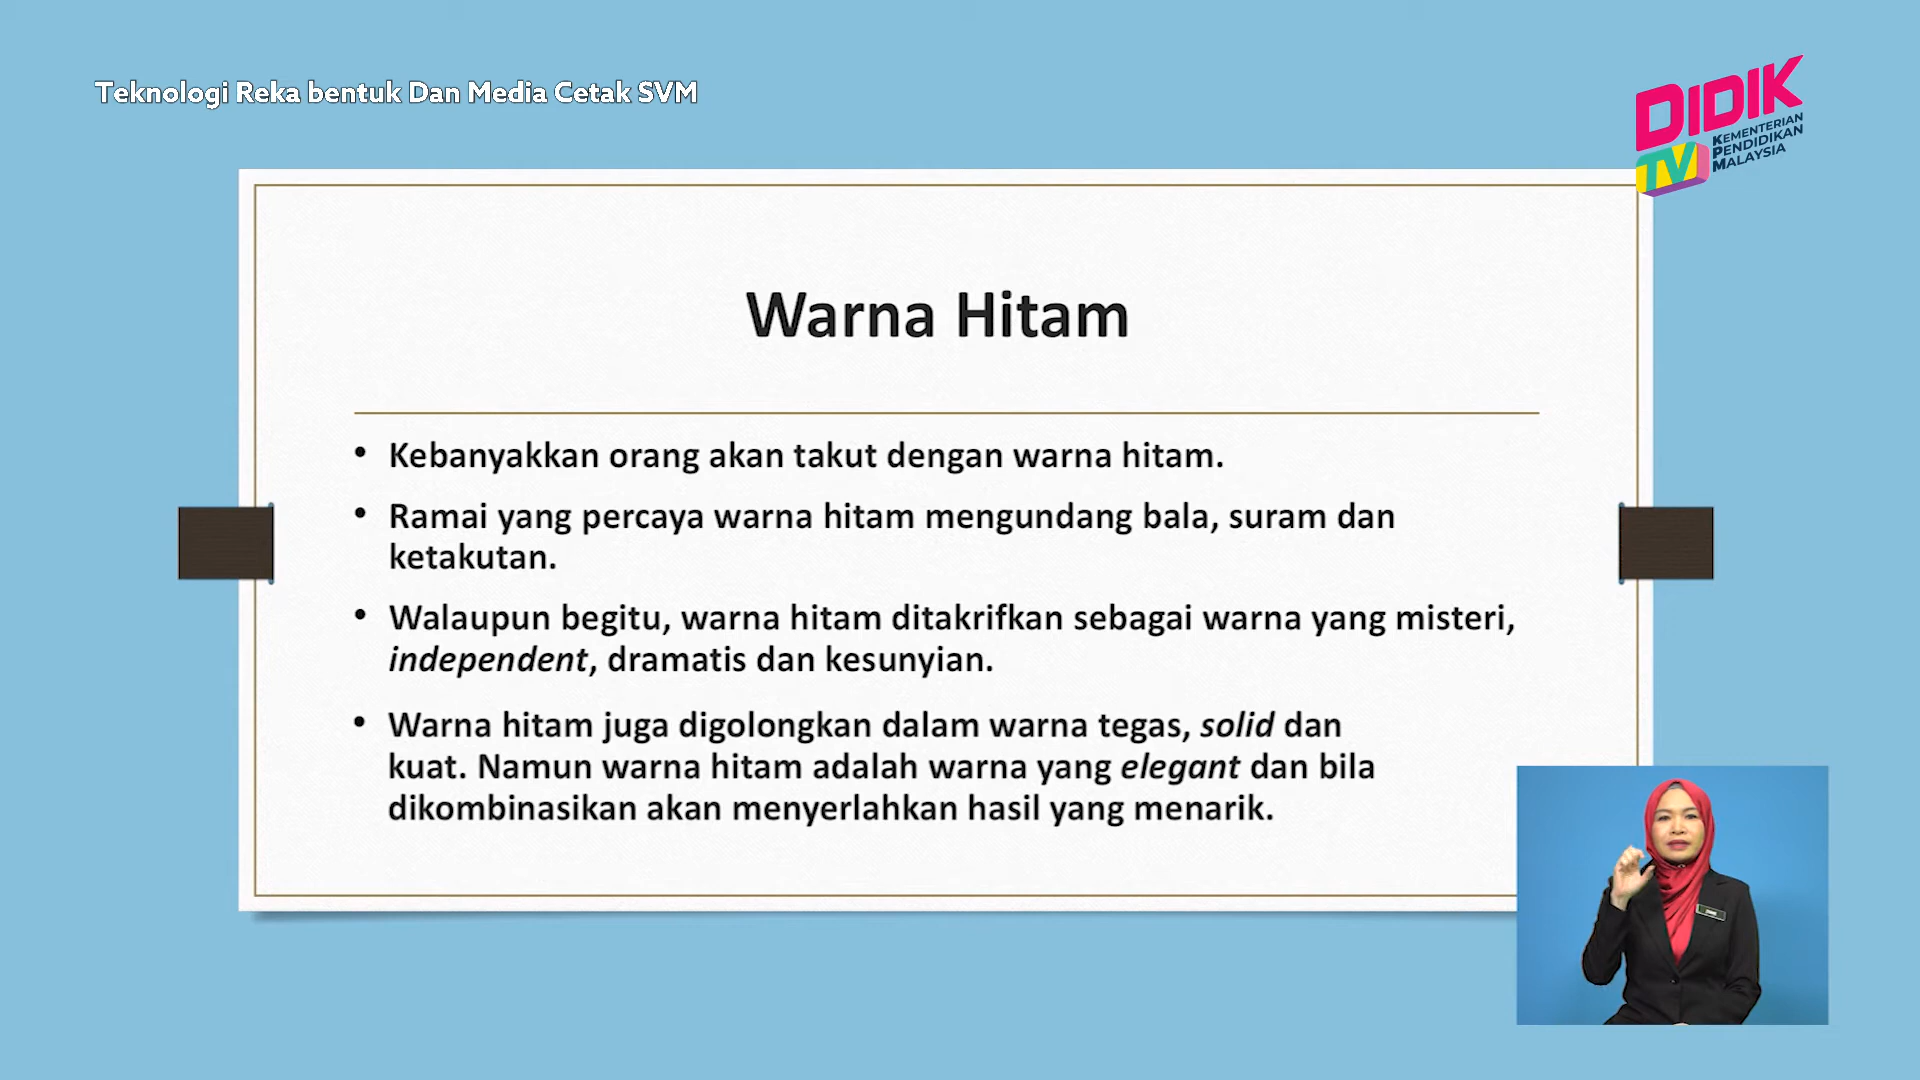 Teknologi Reka bentuk Dan Media Cetak SVM
DIDIK
TV
KEMENTERIAN
PENDIDIKAN
MALAYSIA
Warna Hitam
• Kebanyakkan orang akan takut dengan warna hitam.
• Ramai yang percaya warna hitam mengundang bala, suram dan
ketakutan.
• Walaupun begitu, warna hitam ditakrifkan sebagai warna yang misteri,
independent, dramatis dan kesunyian.
• Warna hitam juga digolongkan dalam warna tegas, solid dan
kuat. Namun warna hitam adalah warna yang elegant dan bila
dikombinasikan akan menyerlahkan hasil yang menarik.